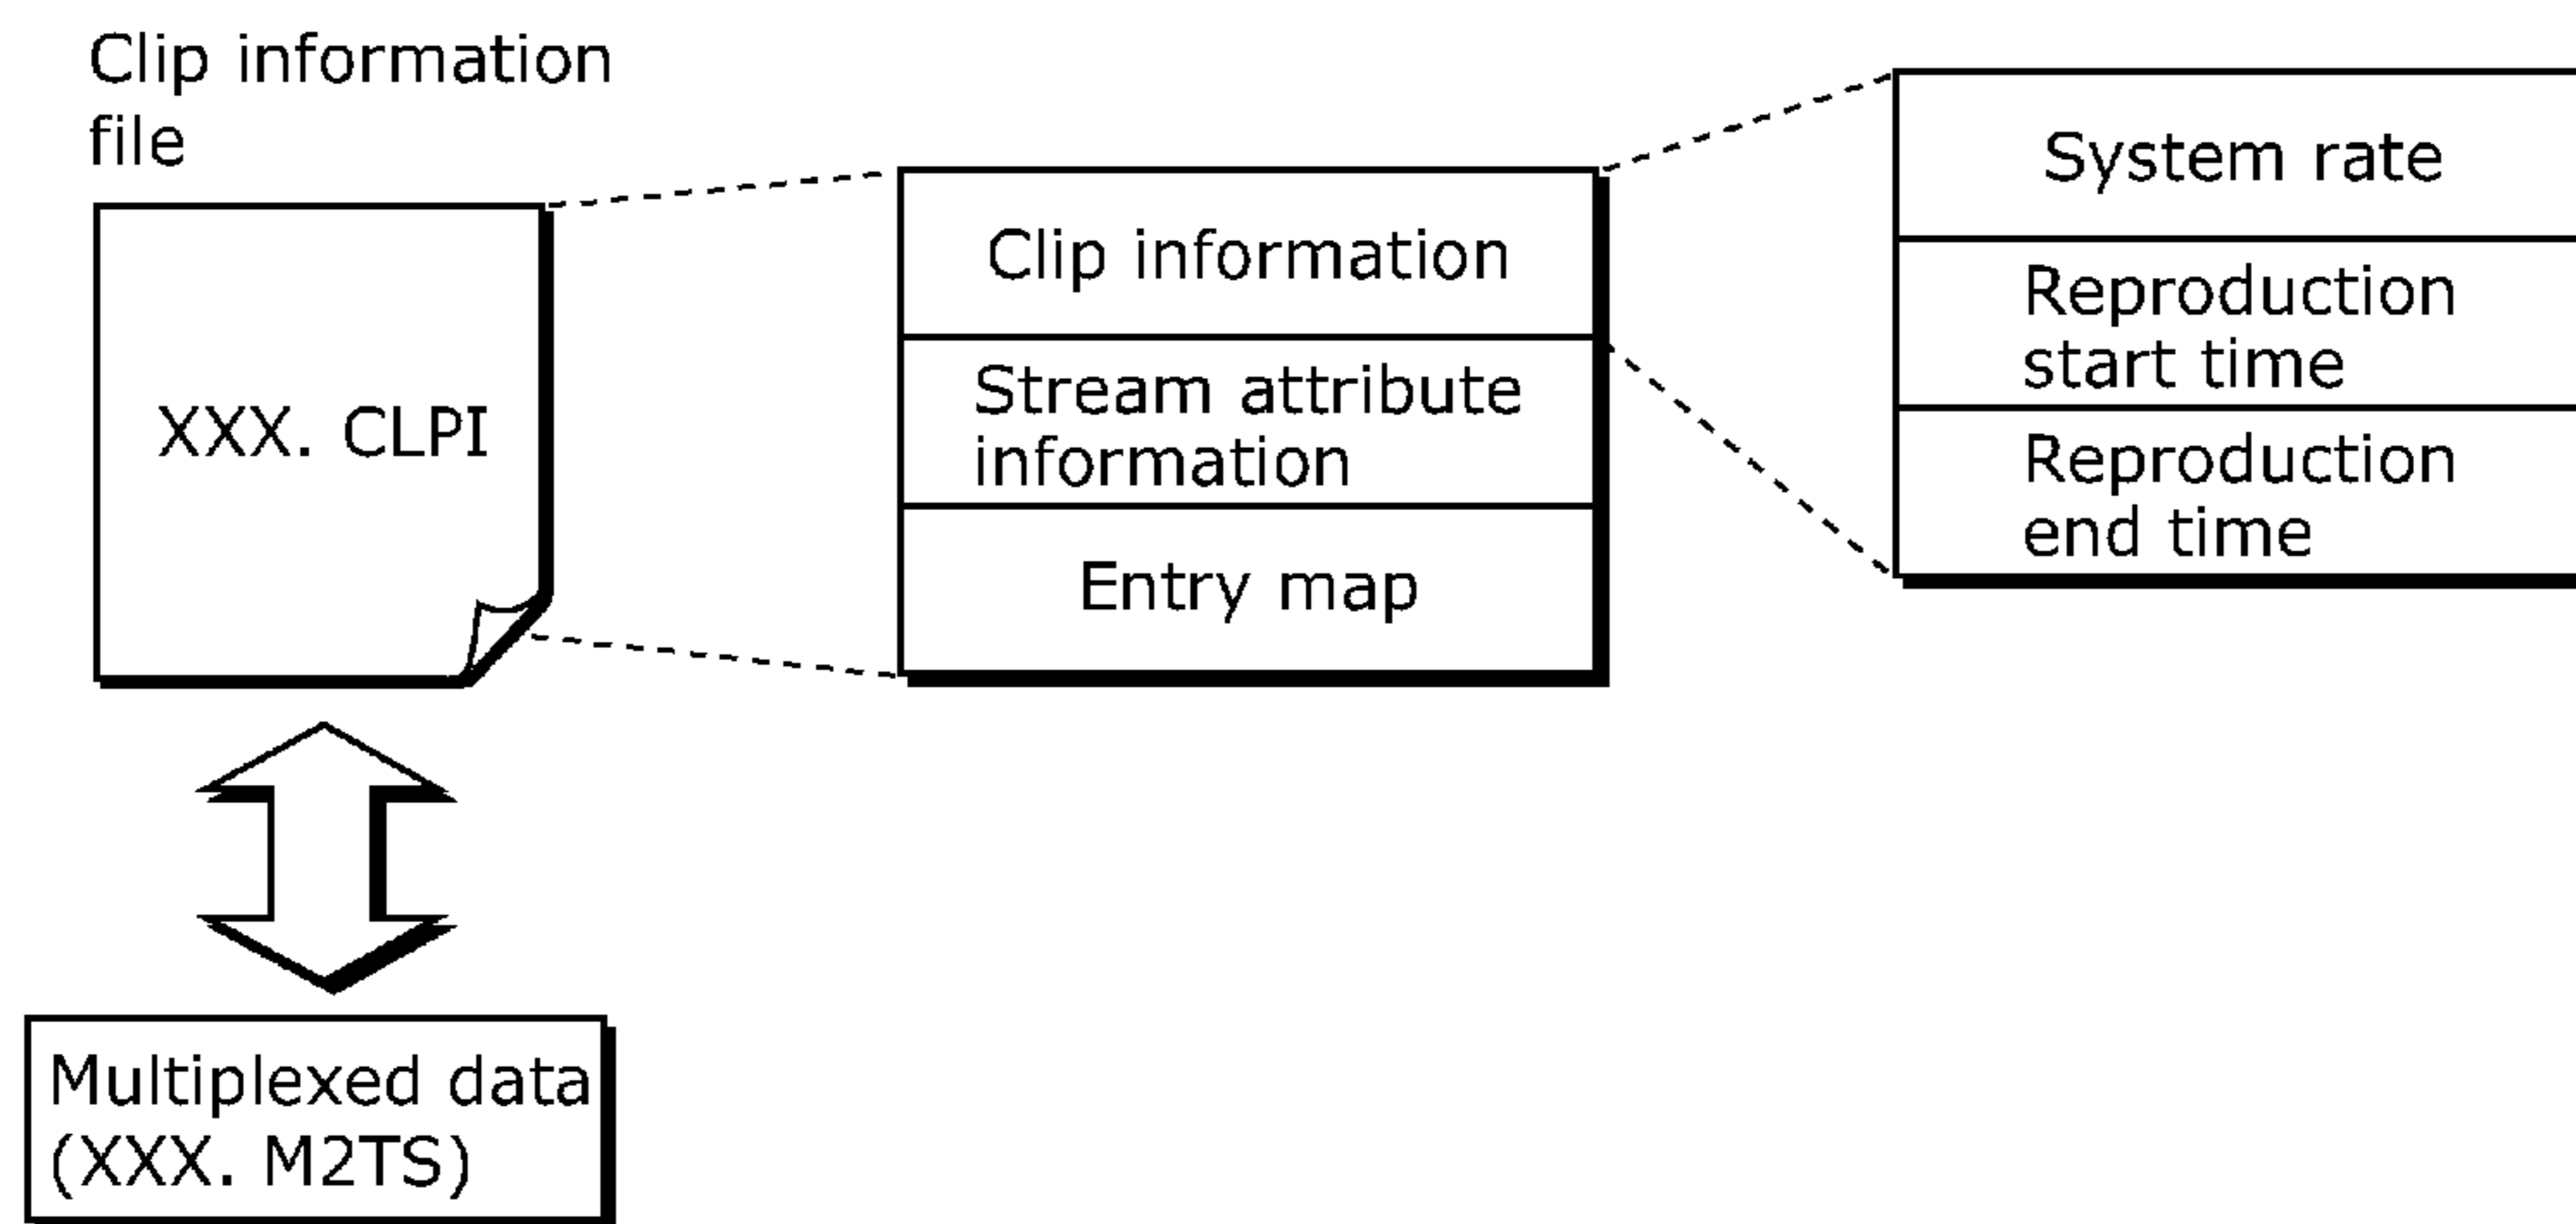 Clip information
file
XXX. CLPI
Multiplexed data
(XXX. M2TS)
Clip information
Stream attribute
information
Entry map
System rate
Reproduction
start time
Reproduction
end time